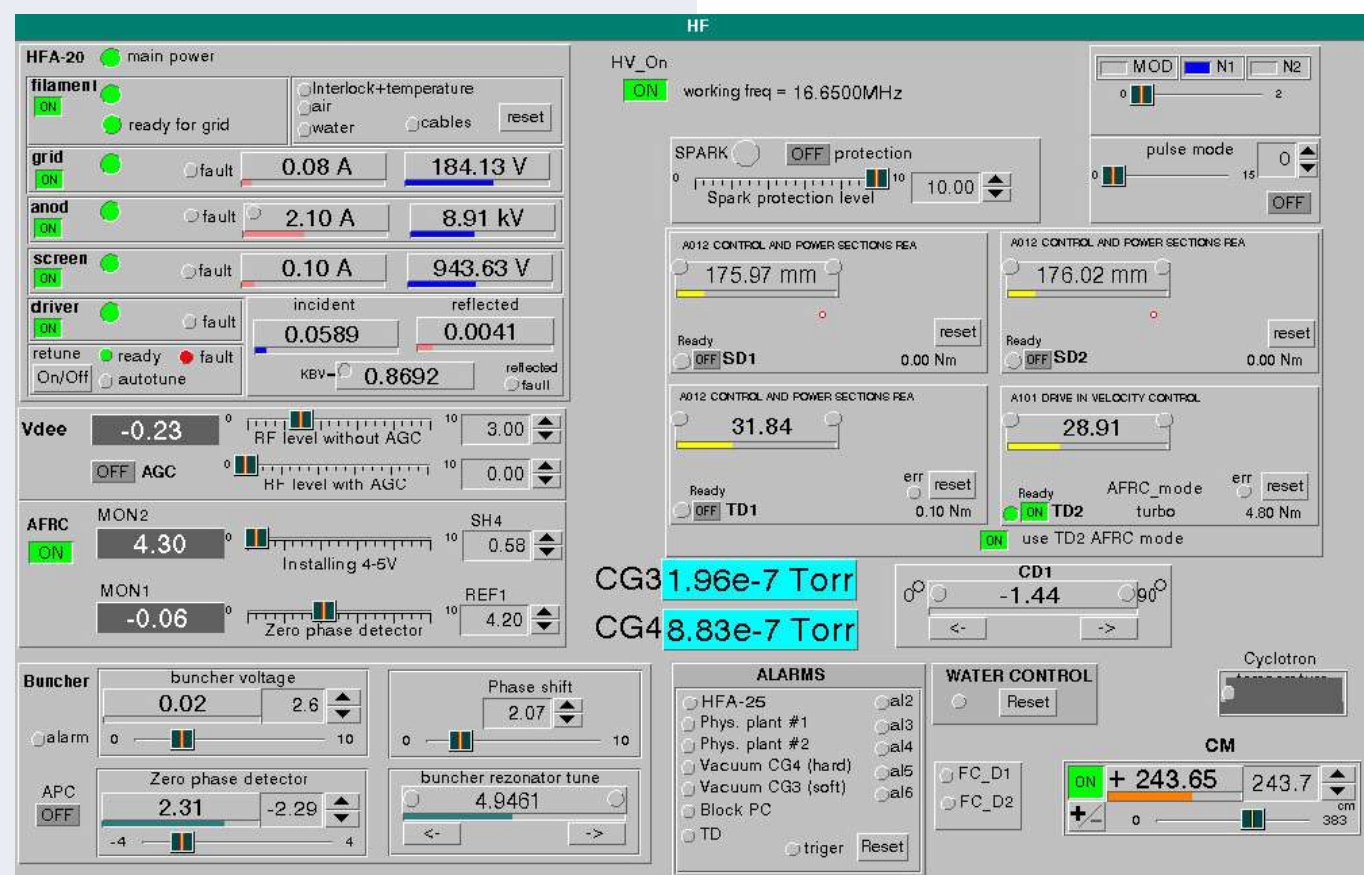 HF
HFA-20 main power
filament
ON
ready for grid
Interlock+temperature
air
water
cables
reset
grid
ON
fault
0.08 A
184.13 V
anod
ON
fault
2.10 A
8.91 kV
screen
ON
fault
0.10 A
943.63 V
driver
ON
fault
incident
reflected
0.0589
0.0041
retune
ready
fault
On/Off
autotune
KBV=
0.8692
reflected
fault
HV_On
ON
working freq = 16.6500MHz
MOD
N1
N2
0
2
SPARK
OFF
protection
0
10
10.00
Spark protection level
pulse mode
0
0
15
OFF
A012 CONTROL AND POWER SECTIONS REA
175.97 mm
Ready
reset
OFF
SD1
0.00 Nm
A012 CONTROL AND POWER SECTIONS REA
176.02 mm
Ready
reset
OFF
SD2
0.00 Nm
A012 CONTROL AND POWER SECTIONS REA
31.84
Ready
err
reset
OFF
TD1
0.10 Nm
A101 DRIVE IN VELOCITY CONTROL
28.91
Ready
AFRC_mode
err
reset
ON
TD2
turbo
4.80 Nm
ON
use TD2 AFRC mode
Vdee
-0.23
0
10
3.00
RF level without AGC
OFF
AGC
0
10
0.00
HF level with AGC
AFRC
ON
MON2
4.30
0
10
SH4
0.58
Installing 4-5V
MON1
-0.06
0
10
REF1
4.20
Zero phase detector
CG3 1.96e-7 Torr
CG4 8.83e-7 Torr
CD1
0°
-1.44
90°
<-
->
Buncher
buncher voltage
0.02
2.6
alarm
0
10
Phase shift
2.07
0
10
APC
OFF
Zero phase detector
2.31
-2.29
-4
4
buncher rezonator tune
4.9461
<-
->
ALARMS
HFA-25
al2
Phys. plant #1
al3
Phys. plant #2
al4
Vacuum CG4 (hard)
al5
Vacuum CG3 (soft)
al6
Block PC
TD
triger
Reset
WATER CONTROL
Reset
FC_D1
FC_D2
Cyclotron
CM
ON
+ 243.65
243.7
+/-
0
cm
383